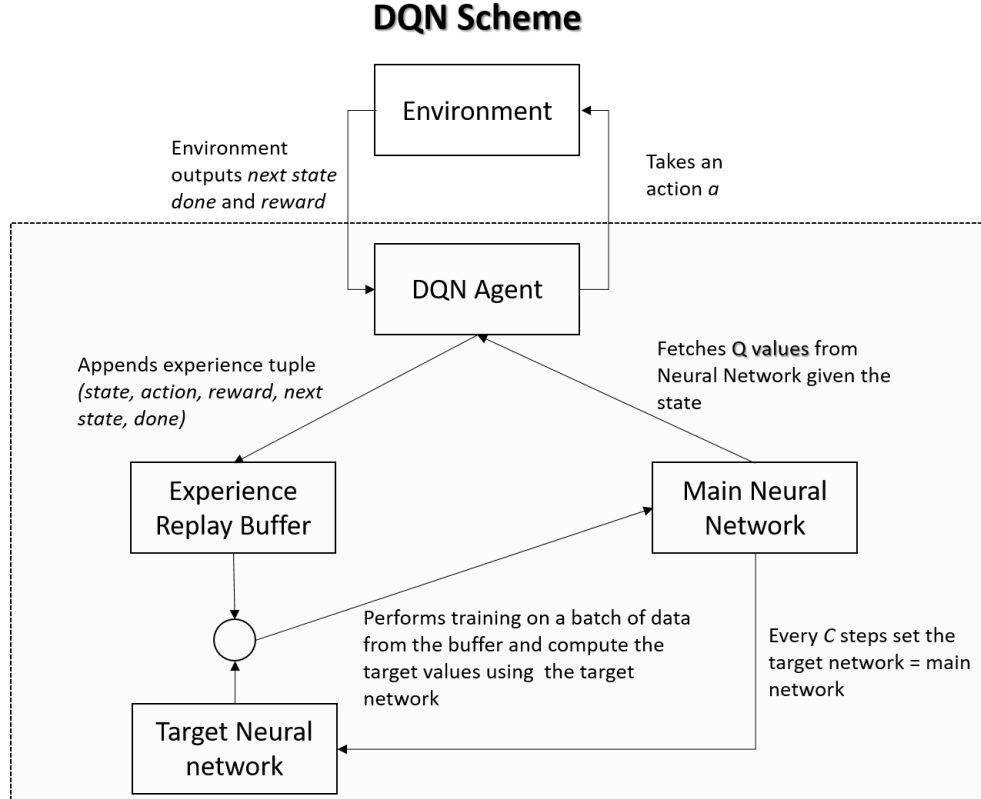 DQN Scheme
Environment
Environment
outputs next state
done and reward
Takes an
action a
DQN Agent
Appends experience tuple
(state, action, reward, next
state, done)
Fetches Q values from
Neural Network given the
state
Experience
Replay Buffer
Main Neural
Network
Performs training on a batch of data
from the buffer and compute the
target values using  the target
network
Every C steps set the
target network = main
network
Target Neural
network